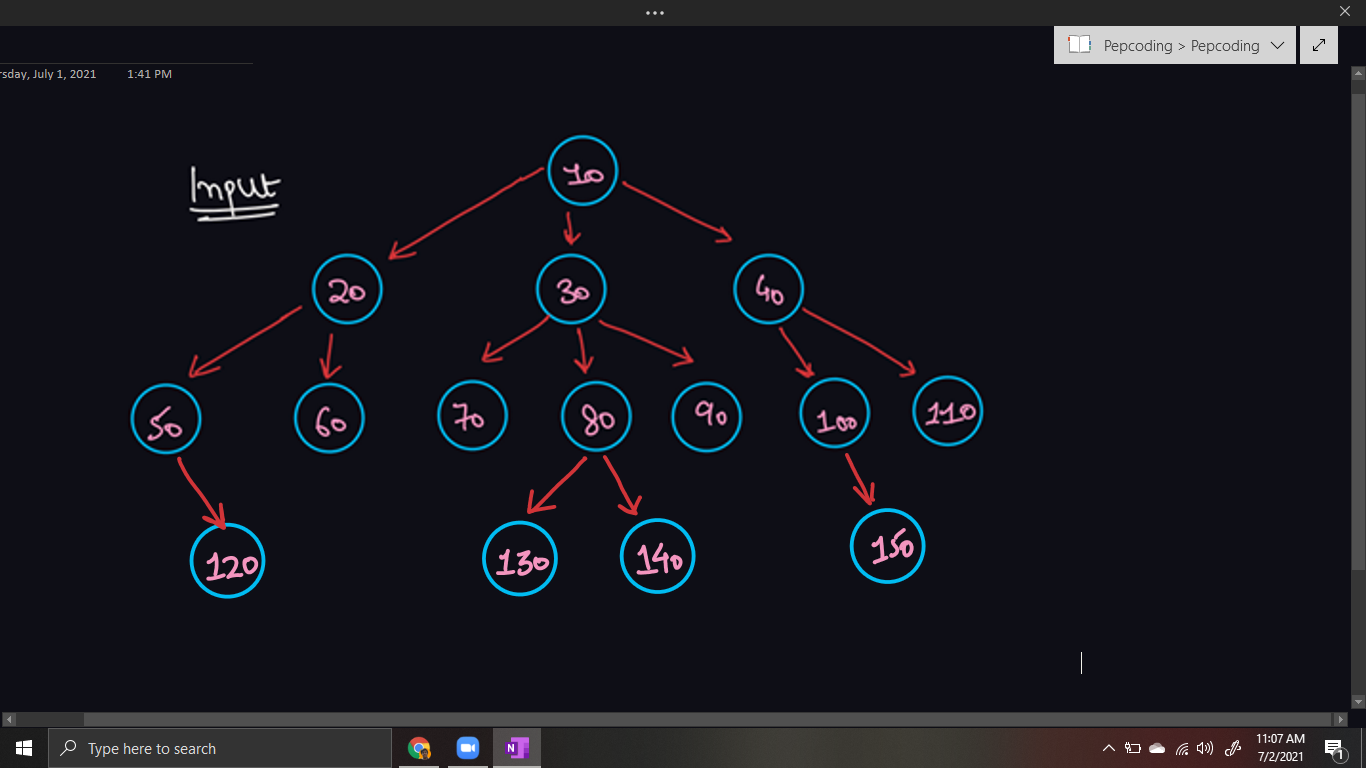 Pepcoding > Pepcoding
rsday, July 1, 2021 1:41 PM
Input
10
20 30 40
50 60 70 80 90 100 110
120 130 140 150
Type here to search
N
11:07 AM
7/2/2021
1